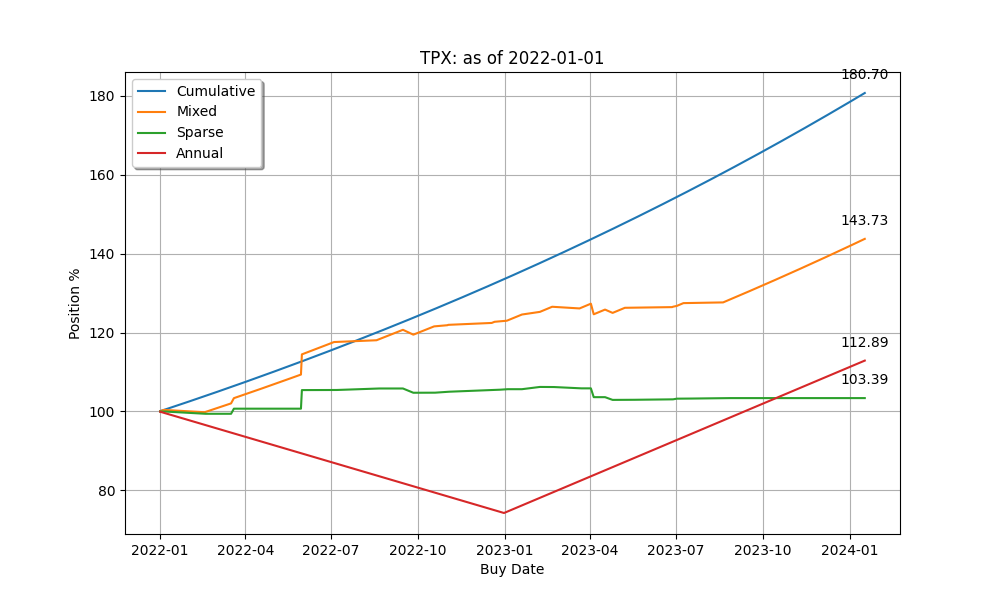 TPX: as of 2022-01-01
Cumulative
Mixed
Sparse
Annual
180.70
143.73
112.89
103.39
180
160
140
120
100
80
Position %
2022-01
2022-04
2022-07
2022-10
2023-01
2023-04
2023-07
2023-10
2024-01
Buy Date